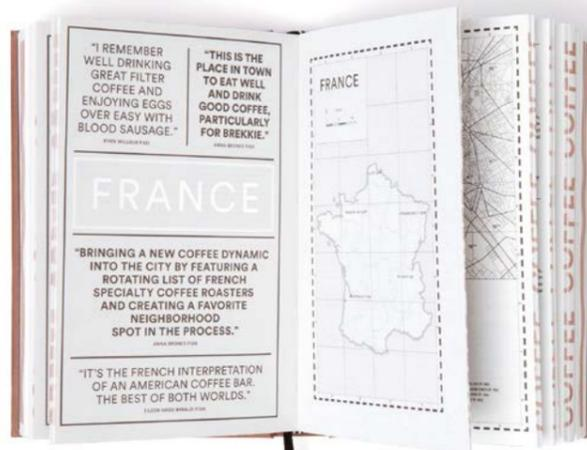 "I REMEMBER
WELL DRINKING
GREAT FILTER
COFFEE AND
ENJOYING EGGS
OVER EASY WITH
BLOOD SAUSAGE."
"THIS IS THE
PLACE IN TOWN
TO EAT WELL
AND DRINK
GOOD COFFEE,
PARTICULARLY
FOR BREKKIE."
FRANCE
"BRINGING A NEW COFFEE DYNAMIC
INTO THE CITY BY FEATURING A
ROTATING LIST OF FRENCH
SPECIALTY COFFEE ROASTERS
AND CREATING A FAVORITE
NEIGHBORHOOD
SPOT IN THE PROCESS."
"IT'S THE FRENCH INTERPRETATION
OF AN AMERICAN COFFEE BAR.
THE BEST OF BOTH WORLDS."
FRANCE
COFFEE COFFEE COFFEE